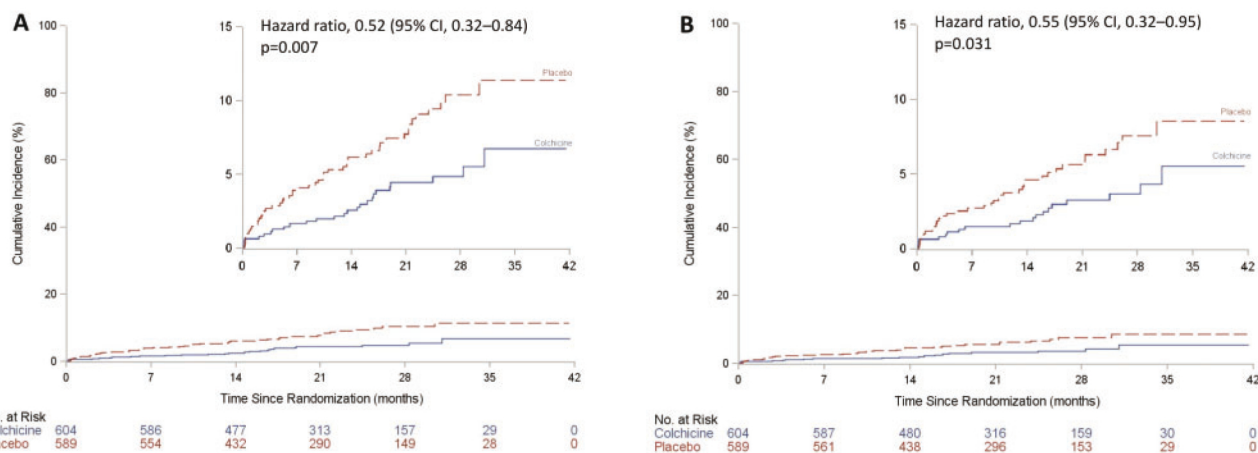 A
Hazard ratio, 0.52 (95% CI, 0.32–0.84)
p=0.007
100
80
60
40
20
0
Cumulative Incidence (%)
15
10
5
0
Placebo
Colchicine
0 7 14 21 28 35 42
0 7 14 21 28 35 42
Time Since Randomization (months)
. at Risk
lchicine 604 586 477 313 157 29 0
acebo 589 554 432 290 149 28 0
B
Hazard ratio, 0.55 (95% CI, 0.32–0.95)
p=0.031
100
80
60
40
20
0
Cumulative Incidence (%)
15
10
5
0
Placebo
Colchicine
0 7 14 21 28 35 42
0 7 14 21 28 35 42
Time Since Randomization (months)
No. at Risk
Colchicine 604 587 480 316 159 30 0
Placebo 589 561 438 296 153 29 0